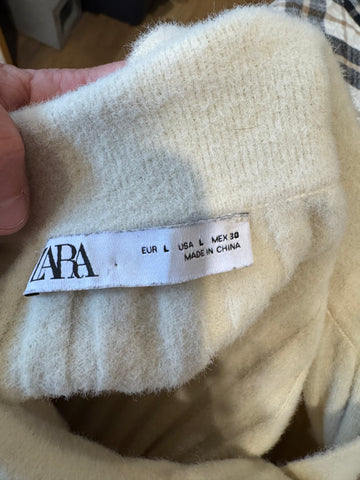 ZARA
EUR L USA L MEX 30
MADE IN CHINA